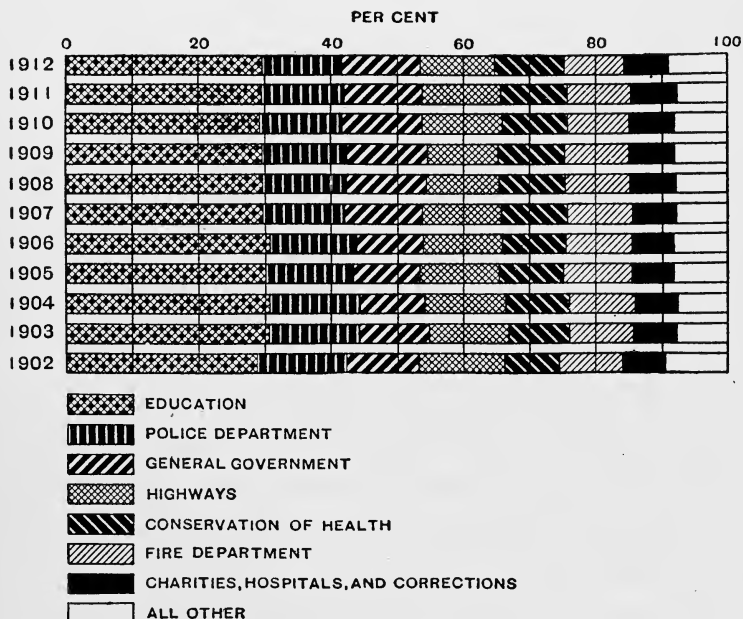 PER CENT
0 20 40 60 80 100
1912
1911
1910
1909
1908
1907
1906
1905
1904
1903
1902
EDUCATION
POLICE DEPARTMENT
GENERAL GOVERNMENT
HIGHWAYS
CONSERVATION OF HEALTH
FIRE DEPARTMENT
CHARITIES, HOSPITALS, AND CORRECTIONS
ALL OTHER